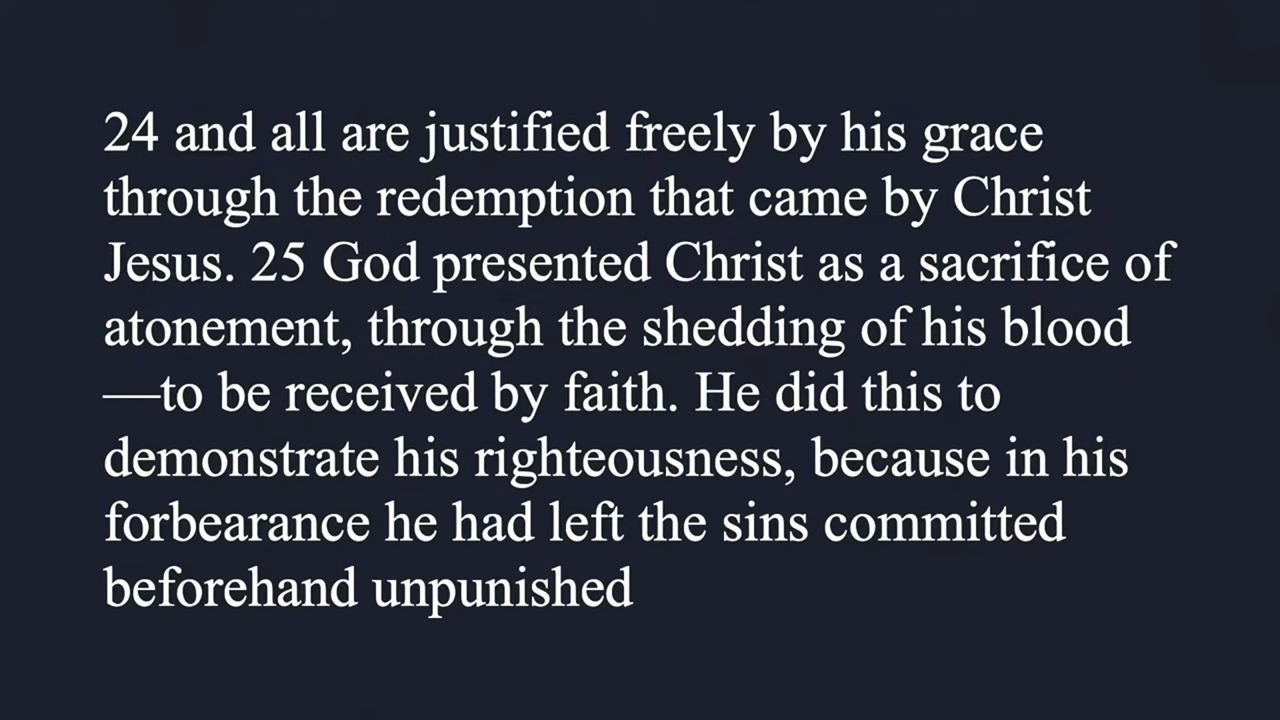 24 and all are justified freely by his grace
through the redemption that came by Christ
Jesus. 25 God presented Christ as a sacrifice of
atonement, through the shedding of his blood
—to be received by faith. He did this to
demonstrate his righteousness, because in his
forbearance he had left the sins committed
beforehand unpunished